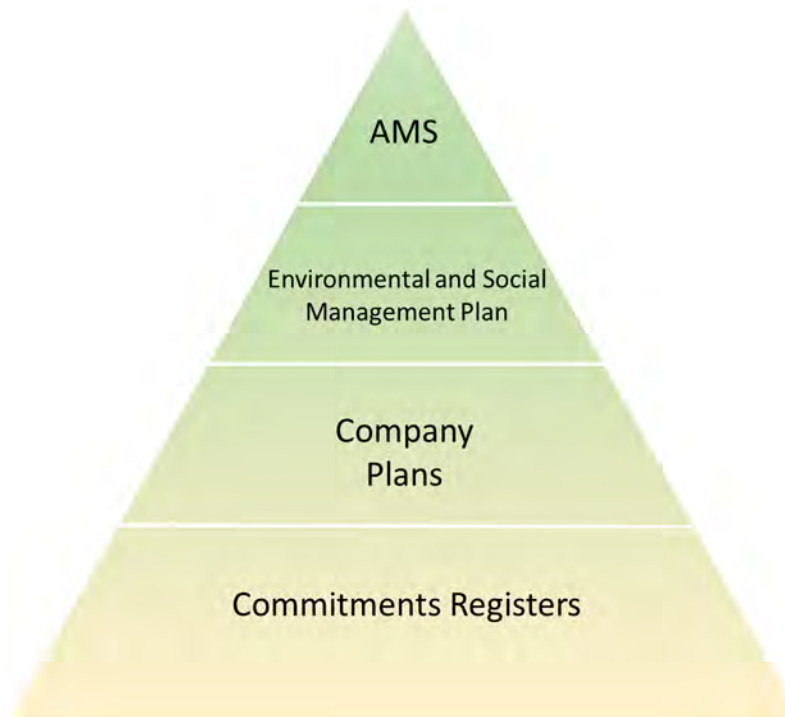 AMS
Environmental and Social
Management Plan
Company
Plans
Commitments Registers